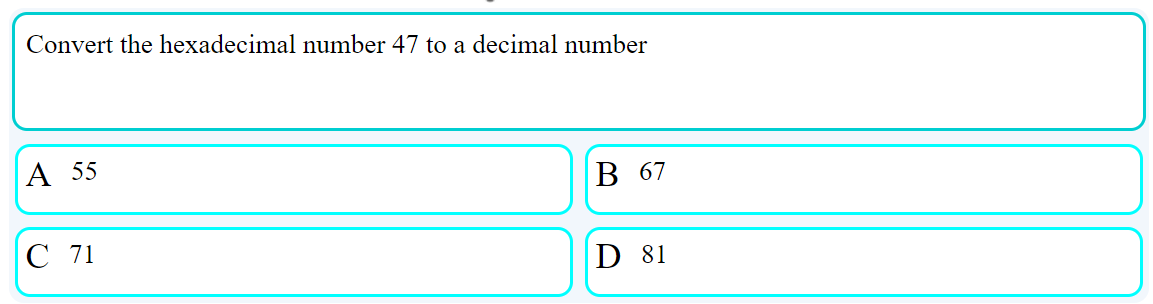 Convert the hexadecimal number 47 to a decimal number
A 55
B 67
C 71
D 81